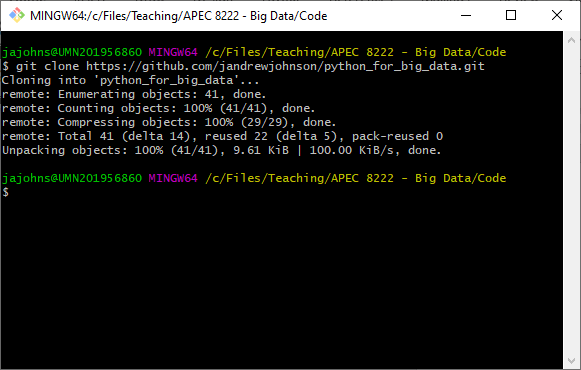 MINGW64:/c/Files/Teaching/APEC 8222 - Big Data/Code
jajohns@UMN201956860 MINGW64 /c/Files/Teaching/APEC 8222 - Big Data/Code
$ git clone https://github.com/jandrewjohnson/python_for_big_data.git
Cloning into 'python_for_big_data'...
remote: Enumerating objects: 41, done.
remote: Counting objects: 100% (41/41), done.
remote: Compressing objects: 100% (29/29), done.
remote: Total 41 (delta 14), reused 22 (delta 5), pack-reused 0
Unpacking objects: 100% (41/41), 9.61 KiB | 100.00 KiB/s, done.
jajohns@UMN201956860 MINGW64 /c/Files/Teaching/APEC 8222 - Big Data/Code
$